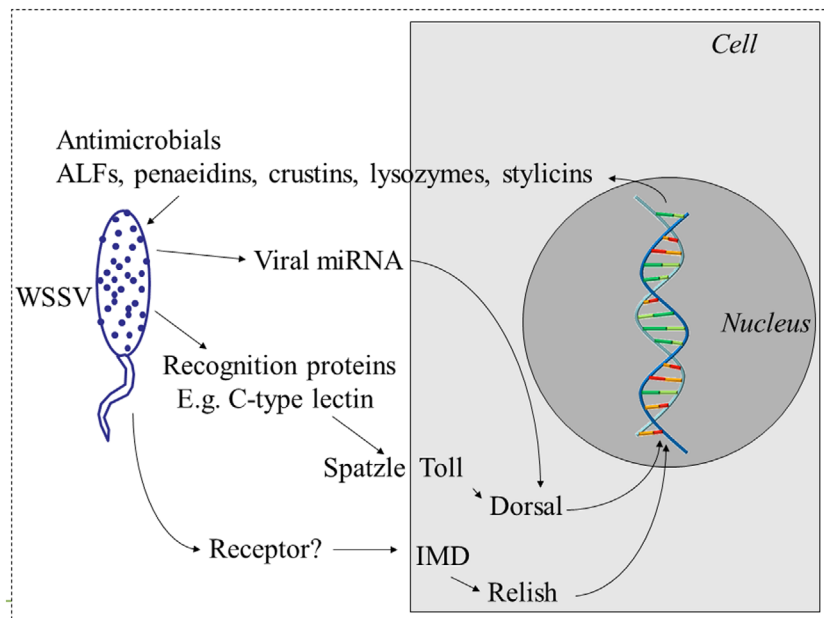 Cell
Antimicrobials
ALFs, penaeidins, crustins, lysozymes, stylicins
Viral miRNA
WSSV
Nucleus
Recognition proteins
E.g. C-type lectin
Spatzle Toll
Dorsal
Receptor?
IMD
Relish